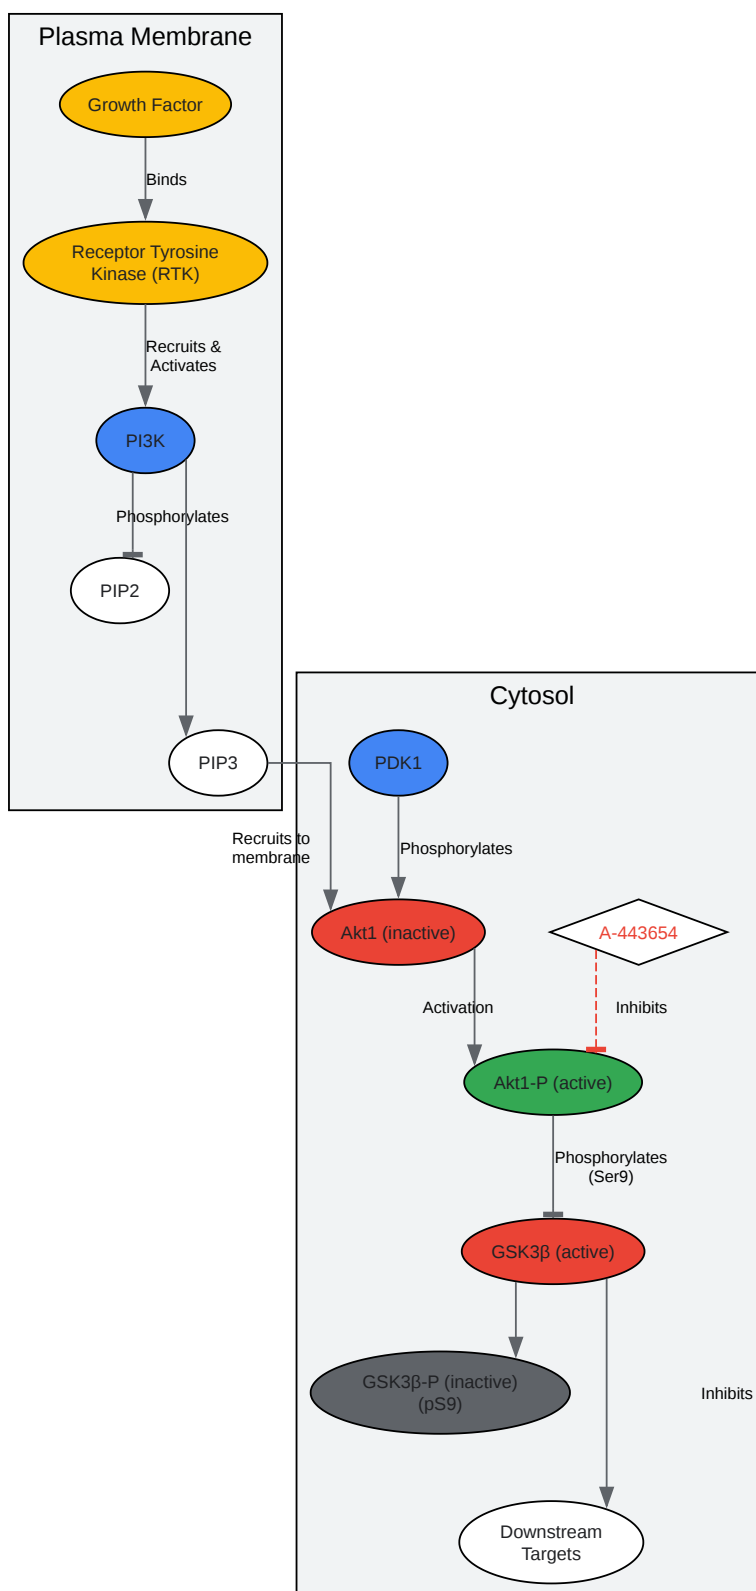 Plasma Membrane
Growth Factor
Binds
Receptor Tyrosine
Kinase (RTK)
Recruits &
Activates
PI3K
Phosphorylates
PIP2
Cytosol
PIP3
PDK1
Recruits to
membrane
Phosphorylates
Akt1 (inactive)
A-443654
Activation
Inhibits
Akt1-P (active)
Phosphorylates
(Ser9)
GSK3β (active)
GSK3β-P (inactive)
(pS9)
Inhibits
Downstream
Targets